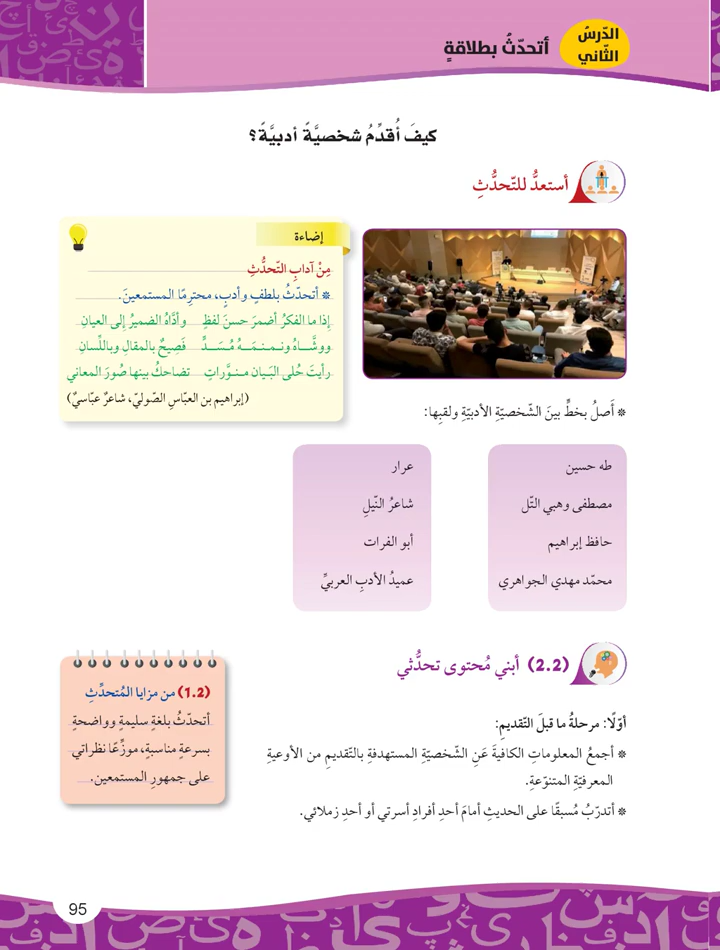 الدّرسُ
الثّاني
أتحدّثُ بطلاقةٍ
كيفَ أُقدِّمُ شخصيَّةً أدبيَّةً؟
أستعدُّ للتّحدُّثِ
إضاءة
مِنْ آدابِ التّحدُّثِ
* أتحدّثُ بلطفٍ وأدبٍ، محترِمًا المستمعينَ.
إذا ما الفكرُ أضمرَ حسنَ لفظٍ وأدَّاهُ الضميرُ إلى العيانِ
ووشَّاهُ ونمنمَهُ مُسَدٍّ فَصِيحٌ بالمقالِ وباللّسانِ
رأيتَ حُلى البَيانِ منوَّراتٍ تضاحكُ بينها صُورَ المعاني
(إبراهيم بن العبّاسِ الصّوليّ، شاعرٌ عبّاسيٌّ)
* أَصلُ بخطٍّ بينَ الشّخصيّةِ الأدبيّةِ ولقبِها:
طه حسين
مصطفى وهبي التّل
حافظ إبراهيم
محمّد مهدي الجواهري
عرار
شاعرُ النّيلِ
أبو الفرات
عميدُ الأدبِ العربيِّ
(2.2) أبني مُحتوى تحدُّثي
أوّلًا: مرحلةُ ما قبلَ التّقديمِ:
* أجمعُ المعلوماتِ الكافيةَ عَنِ الشّخصيّةِ المستهدفةِ بالتّقديمِ من الأوعيةِ
المعرفيّةِ المتنوّعةِ.
* أتدرّبُ مُسبقًا على الحديثِ أمامَ أحدِ أفرادِ أسرتي أو أحدِ زملائي.
(1.2) من مزايا المُتحدِّثِ
أتحدّثُ بلغةٍ سليمةٍ وواضحةٍ
بسرعةٍ مناسبةٍ، موزِّعًا نظراتي
على جمهورِ المستمعين.
95